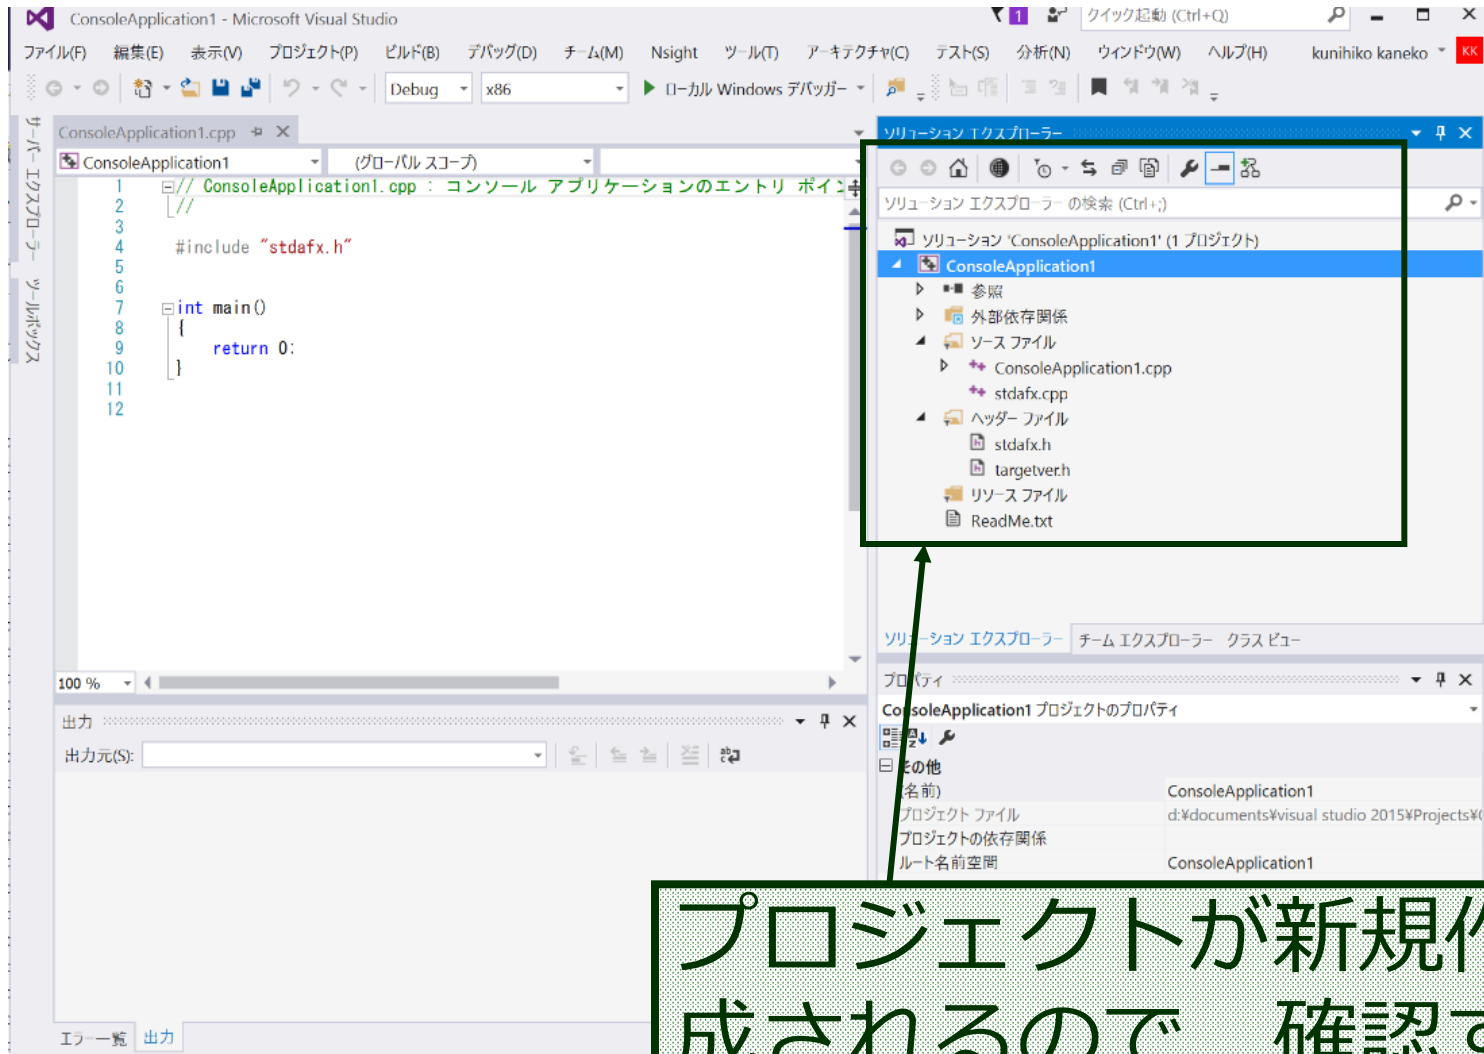 ConsoleApplication1 - Microsoft Visual Studio
1
クイック起動 (Ctrl+Q)
ファイル(F) 編集(E) 表示(V) プロジェクト(P) ビルド(B) デバッグ(D) チーム(M) Nsight ツール(T) アーキテクチャ(C) テスト(S) 分析(N) ウィンドウ(W) ヘルプ(H) kunihiko kaneko KK
Debug x86 ローカル Windows デバッガー
サーバー エクスプローラー
ツールボックス
ConsoleApplication1.cpp
ConsoleApplication1 (グローバル スコープ)
1 // ConsoleApplication1.cpp : コンソール アプリケーションのエントリ ポイン
2 //
3
4 #include "stdafx.h"
5
6
7 int main()
8 {
9 return 0;
10 }
11
12
100 %
出力
出力元(S):
エラー一覧 出力
ソリューション エクスプローラー
ソリューション エクスプローラー の検索 (Ctrl+;)
ソリューション 'ConsoleApplication1' (1 プロジェクト)
ConsoleApplication1
参照
外部依存関係
ソース ファイル
ConsoleApplication1.cpp
stdafx.cpp
ヘッダー ファイル
stdafx.h
targetver.h
リソース ファイル
ReadMe.txt
ソリューション エクスプローラー チーム エクスプローラー クラス ビュー
プロパティ
ConsoleApplication1 プロジェクトのプロパティ
その他
(名前) ConsoleApplication1
プロジェクト ファイル d:¥documents¥visual studio 2015¥Projects¥
プロジェクトの依存関係
ルート名前空間 ConsoleApplication1
プロジェクトが新規作
成されるので、確認す